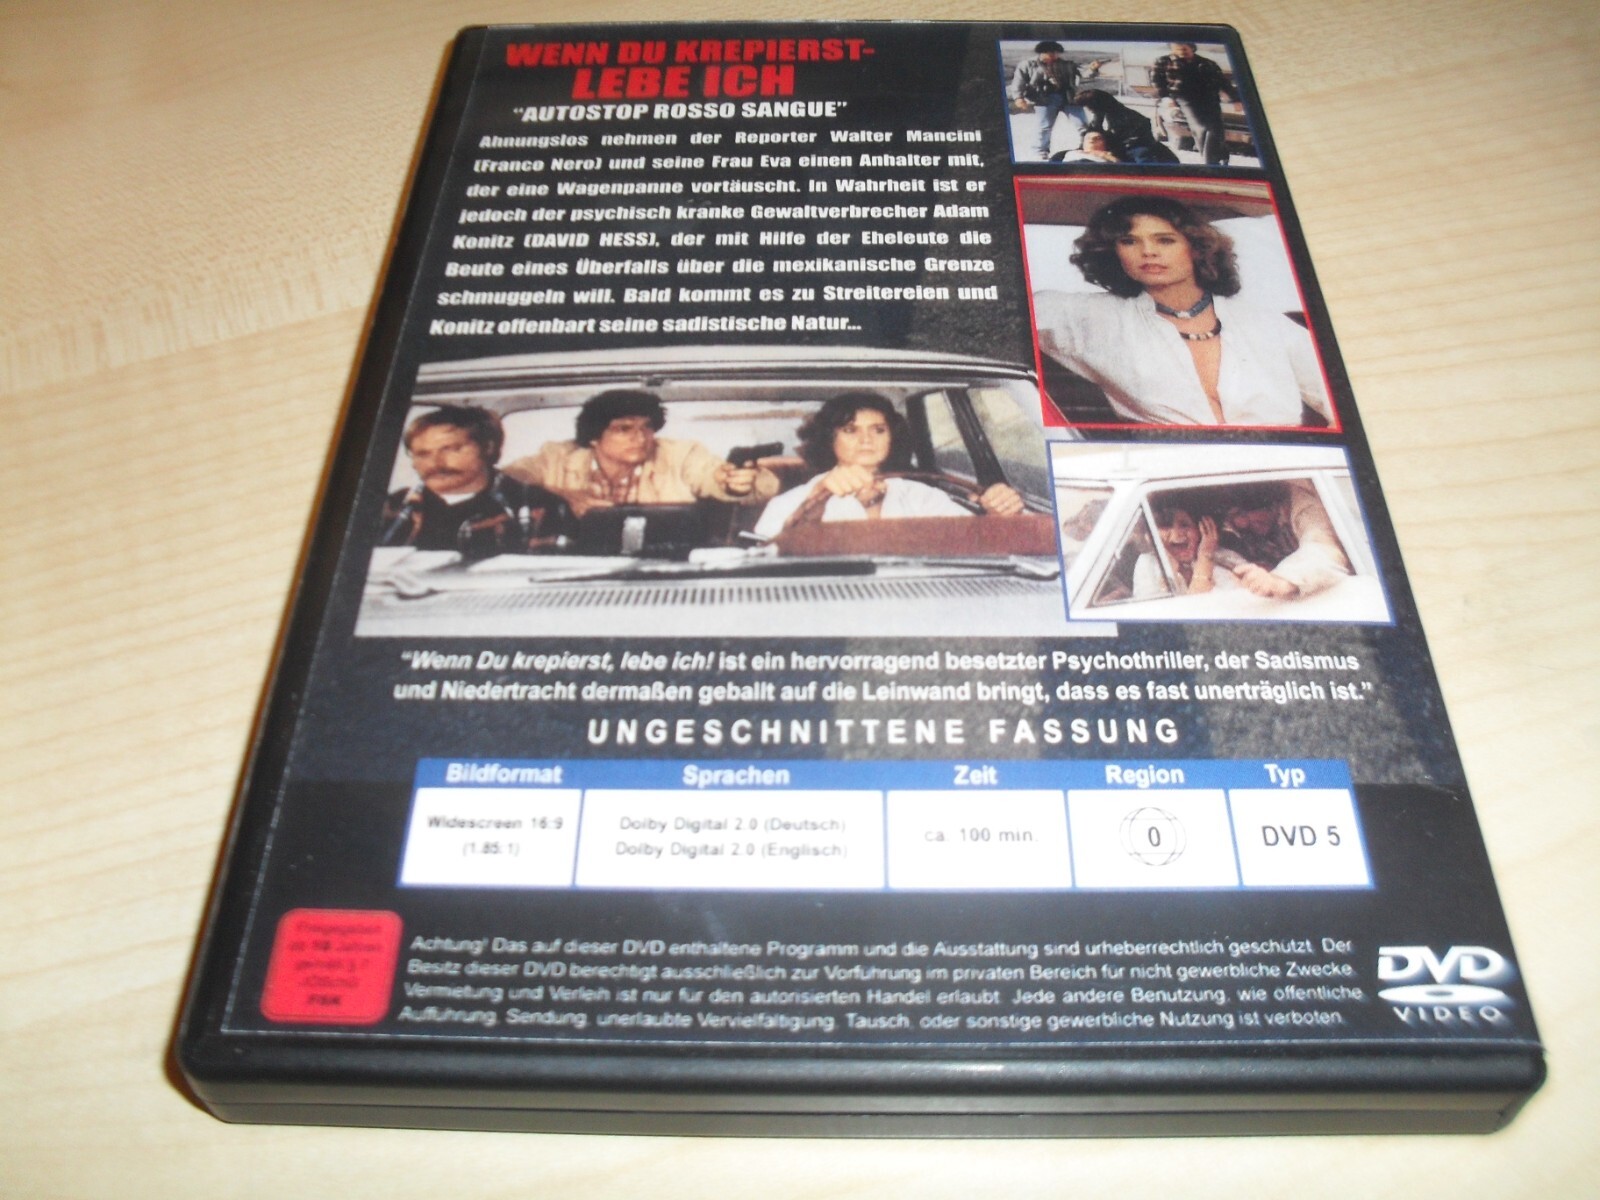 WENN DU KREPIERST-
LEBE ICH
"AUTOSTOP ROSSO SANGUE"
Ahnungslos nehmen der Reporter Walter Mancini
(Franco Nero) und seine Frau Eva einen Anhalter mit,
der eine Wagenpanne vortäuscht. In Wahrheit ist er
jedoch der psychisch kranke Gewaltverbrecher Adam
Konitz (DAVID HESS), der mit Hilfe der Eheleute die
Beute eines Überfalls über die mexikanische Grenze
schmuggeln will. Bald kommt es zu Streitereien und
Konitz offenbart seine sadistische Natur...
"Wenn Du krepierst, lebe ich! ist ein hervorragend besetzter Psychothriller, der Sadismus
und Niedertracht dermaßen geballt auf die Leinwand bringt, dass es fast unerträglich ist."
UNGESCHNITTENE FASSUNG
Bildformat Sprachen Zeit Region Typ
Widescreen 16:9
(1.85:1)
Dolby Digital 2.0 (Deutsch)
Dolby Digital 2.0 (Englisch)
ca. 100 min.
0
DVD 5
Freigegeben
ab 18 Jahren
gemäß § 7
FSK
Achtung! Das auf dieser DVD enthaltene Programm und die Ausstattung sind urheberrechtlich geschützt. Der
Besitz dieser DVD berechtigt ausschließlich zur Vorführung im privaten Bereich für nicht gewerbliche Zwecke.
Vermietung und Verleih ist nur für den autorisierten Handel erlaubt. Jede andere Benutzung, wie öffentliche
Aufführung, Sendung, unerlaubte Vervielfältigung, Tausch, oder sonstige gewerbliche Nutzung ist verboten.
DVD
VIDEO